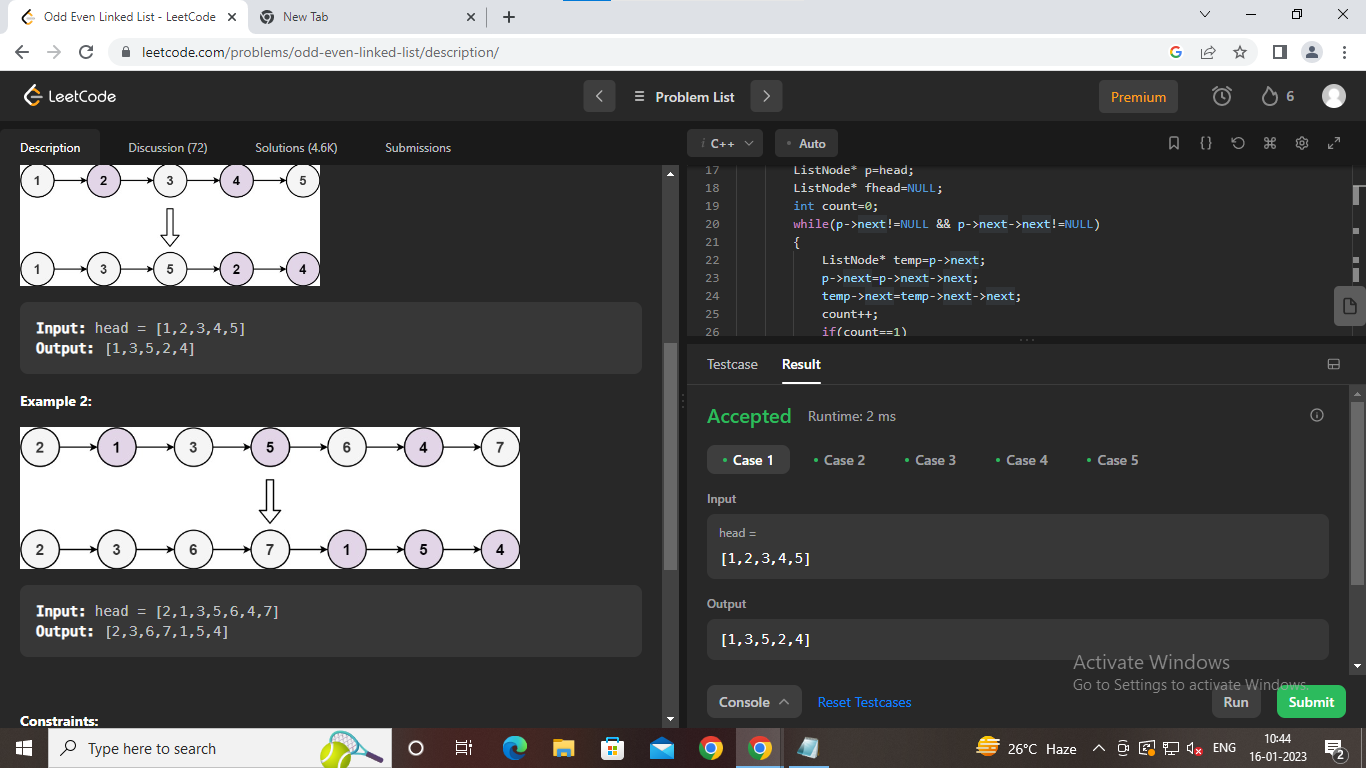 Odd Even Linked List - LeetCode
New Tab
leetcode.com/problems/odd-even-linked-list/description/
LeetCode
Problem List
Premium
6
Description
Discussion (72)
Solutions (4.6K)
Submissions
1 2 3 4 5
1 3 5 2 4
Input: head = [1,2,3,4,5]
Output: [1,3,5,2,4]
Example 2:
2 1 3 5 6 4 7
2 3 6 7 1 5 4
Input: head = [2,1,3,5,6,4,7]
Output: [2,3,6,7,1,5,4]
Constraints:
i C++
Auto
17 ListNode* p=head;
18 ListNode* fhead=NULL;
19 int count=0;
20 while(p->next!=NULL && p->next->next!=NULL)
21 {
22 ListNode* temp=p->next;
23 p->next=p->next->next;
24 temp->next=temp->next->next;
25 count++;
26 if(count==1)
Testcase
Result
Accepted Runtime: 2 ms
Case 1
Case 2
Case 3
Case 4
Case 5
Input
head =
[1,2,3,4,5]
Output
[1,3,5,2,4]
Activate Windows
Go to Settings to activate Windows.
Console
Reset Testcases
Run
Submit
Type here to search
26°C Haze
ENG
10:44
16-01-2023
2